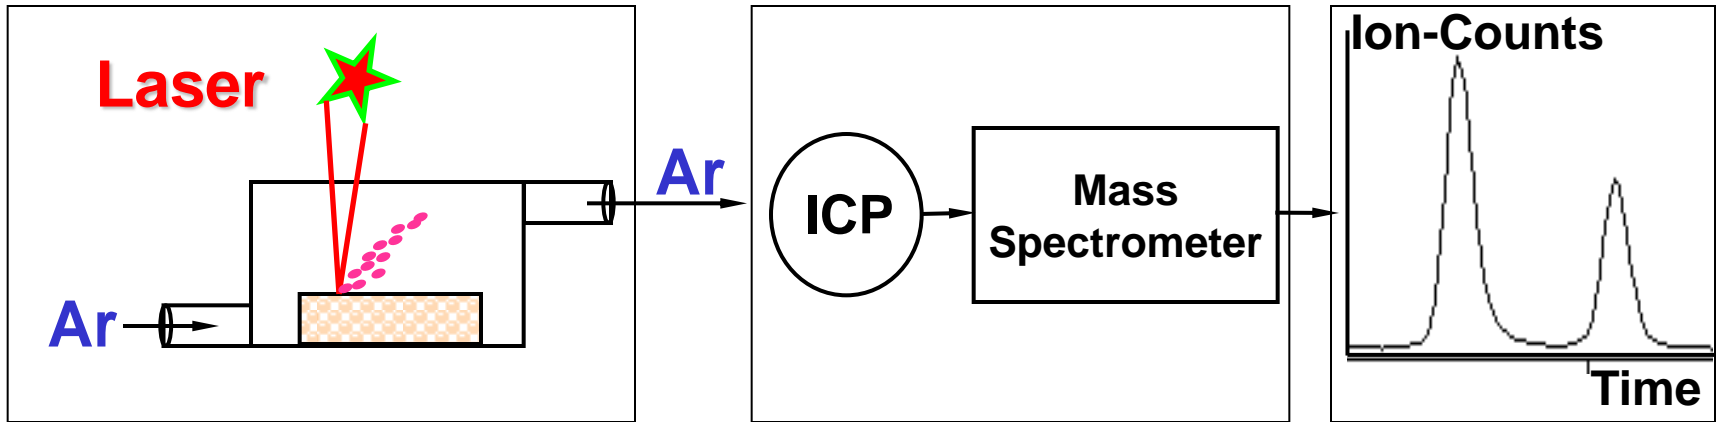 Laser
Ar
Ar
ICP
Mass
Spectrometer
Ion-Counts
Time